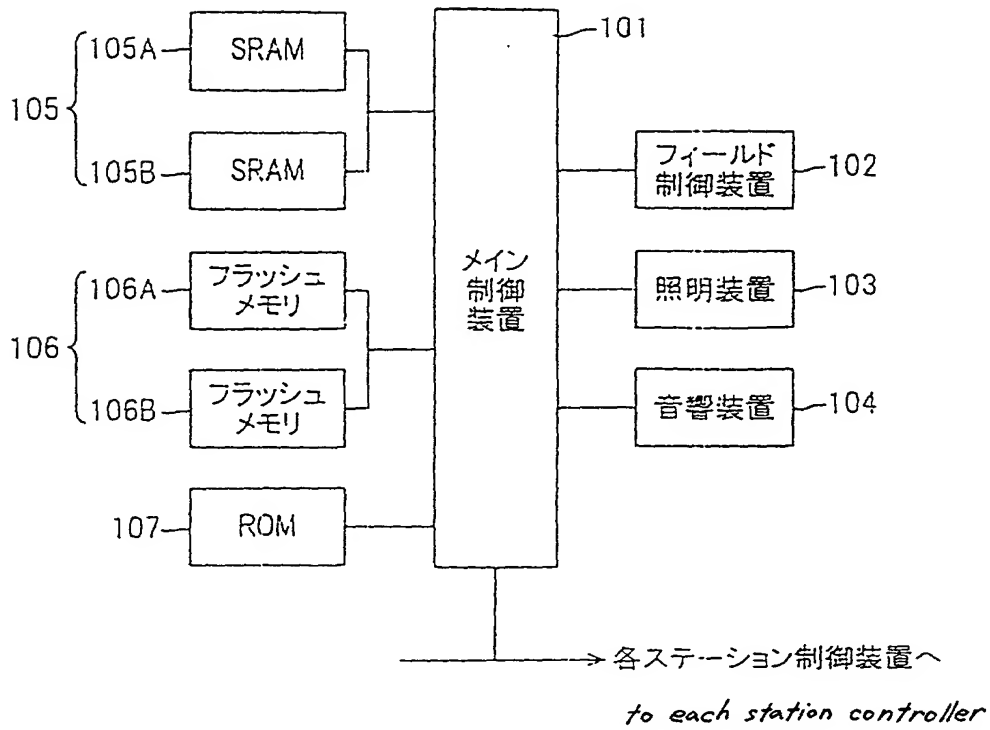 105
105A
SRAM
105B
SRAM
106
106A
フラッシュ
メモリ
106B
フラッシュ
メモリ
107
ROM
メイン
制御
装置
101
フィールド
制御装置
102
照明装置
103
音響装置
104
各ステーション制御装置へ
to each station controller